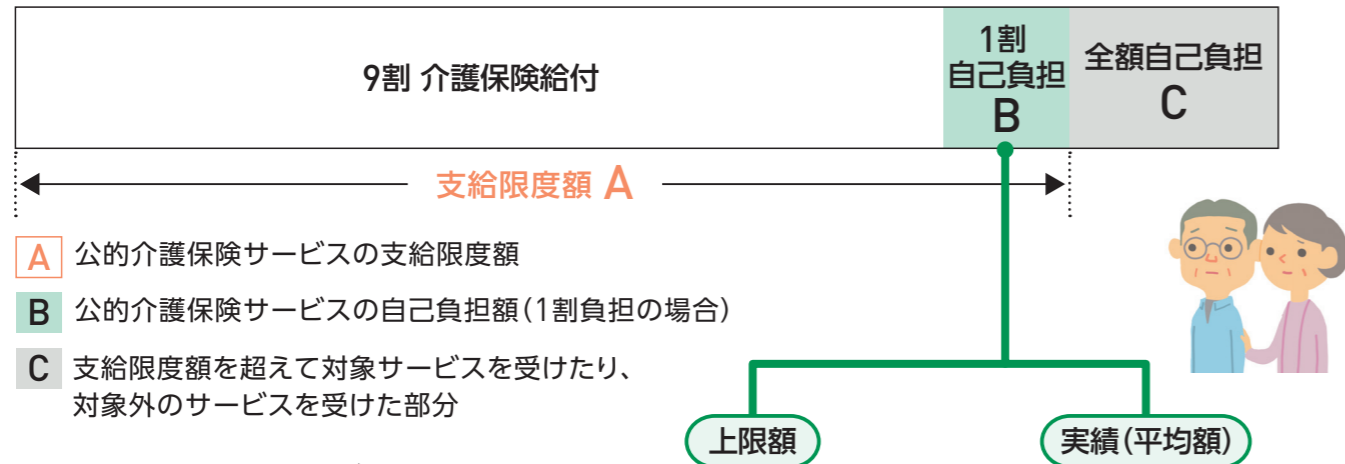 9割 介護保険給付
1割
自己負担
B
全額自己負担
C
支給限度額 A
A 公的介護保険サービスの支給限度額
B 公的介護保険サービスの自己負担額(1割負担の場合)
C 支給限度額を超えて対象サービスを受けたり、
対象外のサービスを受けた部分
上限額
実績(平均額)